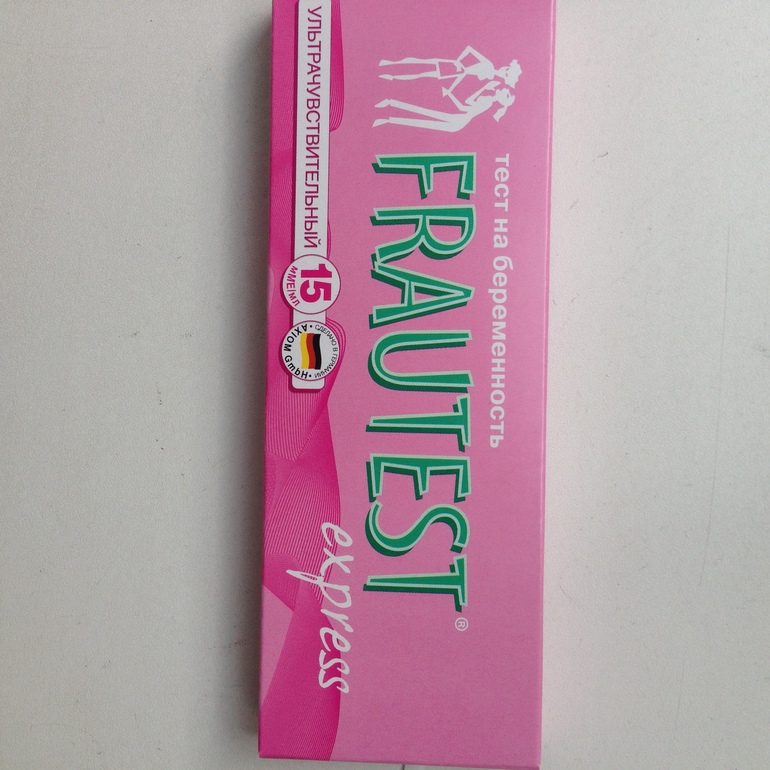 тест на беременность
FRAUTEST®
express
УЛЬТРАЧУВСТВИТЕЛЬНЫЙ
15
мМЕ/мл
СДЕЛАНО В ГЕРМАНИИ
• AXIOM GmbH •